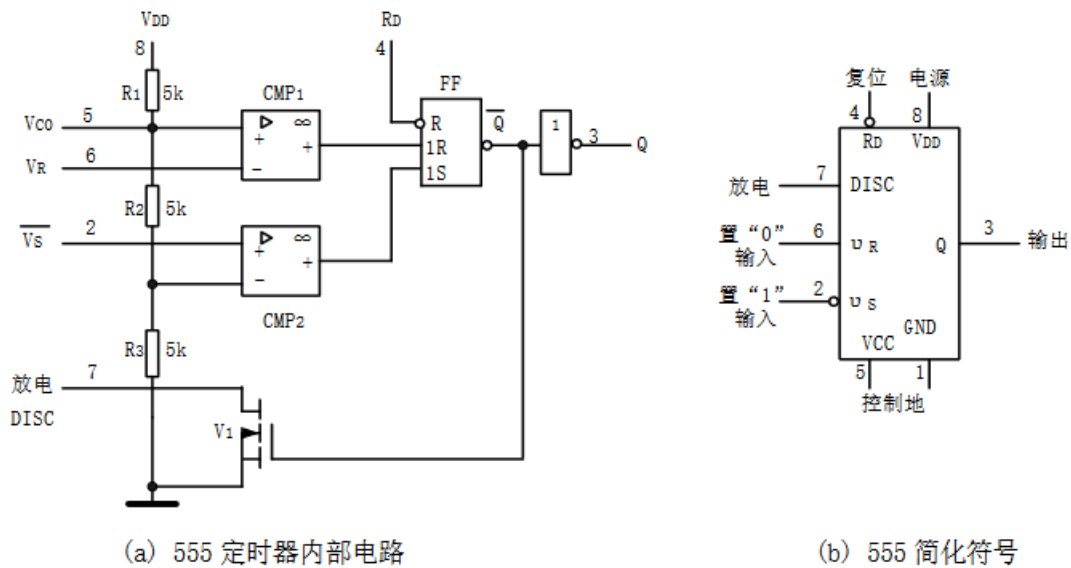 VDD
8
R1 5k
VCO 5
VR 6
R2 5k
VS 2
R3 5k
放电 7
DISC
CMP1
▷ ∞
+ +
-
CMP2
▷ ∞
+ +
-
V1
RD
4
FF
R
1R
1S
Q
1
3 Q
(a) 555 定时器内部电路
复位 电源
4 8
RD VDD
放电 7 DISC
置“0” 6 υR
输入
置“1” 2 υS
输入
Q 3 输出
GND
VCC
5 1
控制地
(b) 555 简化符号